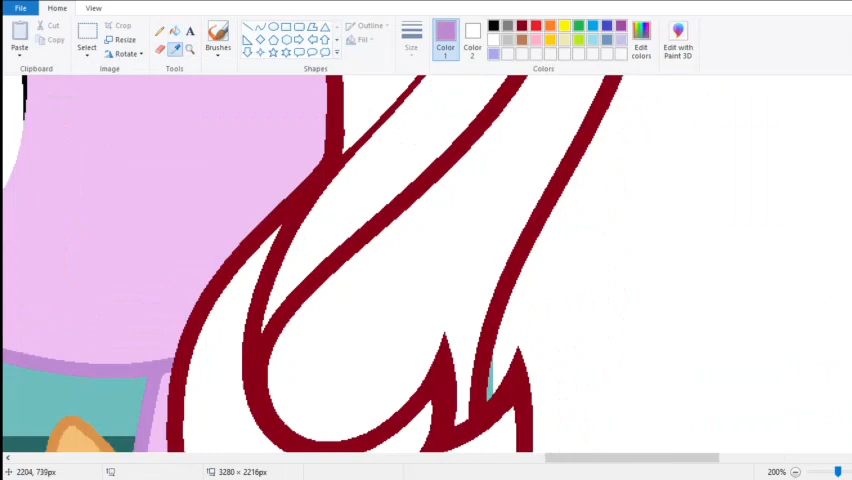 File Home View
Cut
Copy
Paste
Clipboard
Crop
Resize
Rotate
Select
Image
Tools
Brushes
Shapes
Outline
Fill
Size
Color 1
Color 2
Colors
Edit colors
Edit with Paint 3D
2204, 739px
3280 × 2216px
200%